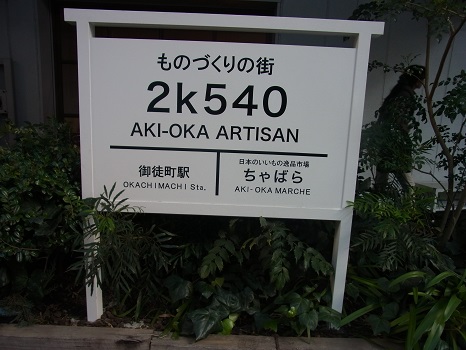 ものづくりの街
2k540
AKI-OKA ARTISAN
御徒町駅
OKACHIMACHI Sta.
日本のいいもの逸品市場
ちゃばら
AKI-OKA MARCHE